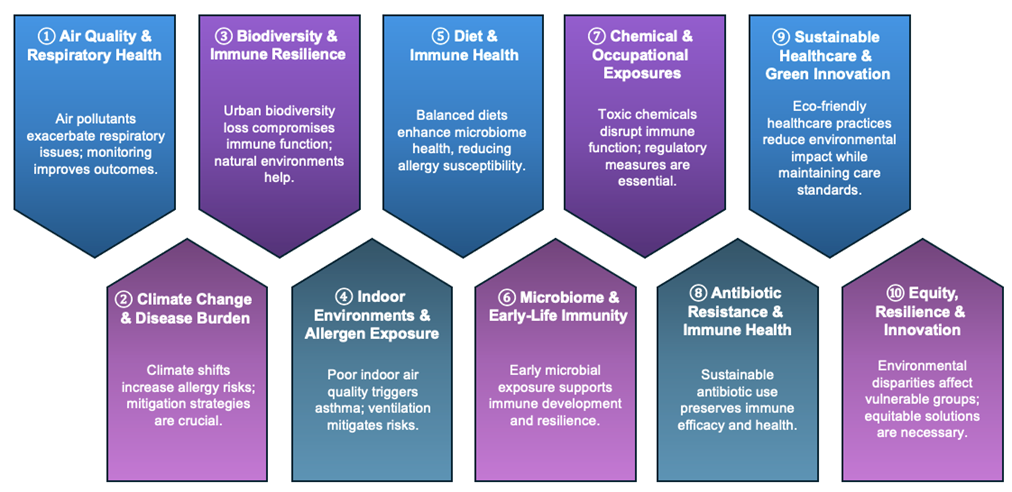 ① Air Quality &
Respiratory Health
Air pollutants
exacerbate respiratory
issues; monitoring
improves outcomes.
② Climate Change
& Disease Burden
Climate shifts
increase allergy risks;
mitigation strategies
are crucial.
③ Biodiversity &
Immune Resilience
Urban biodiversity
loss compromises
immune function;
natural environments
help.
④ Indoor
Environments &
Allergen Exposure
Poor indoor air
quality triggers
asthma; ventilation
mitigates risks.
⑤ Diet &
Immune Health
Balanced diets
enhance microbiome
health, reducing
allergy susceptibility.
⑥ Microbiome &
Early-Life Immunity
Early microbial
exposure supports
immune development
and resilience.
⑦ Chemical &
Occupational
Exposures
Toxic chemicals
disrupt immune
function; regulatory
measures are
essential.
⑧ Antibiotic
Resistance &
Immune Health
Sustainable
antibiotic use
preserves immune
efficacy and health.
⑨ Sustainable
Healthcare &
Green Innovation
Eco-friendly
healthcare practices
reduce environmental
impact while
maintaining care
standards.
⑩ Equity,
Resilience &
Innovation
Environmental
disparities affect
vulnerable groups;
equitable solutions
are necessary.